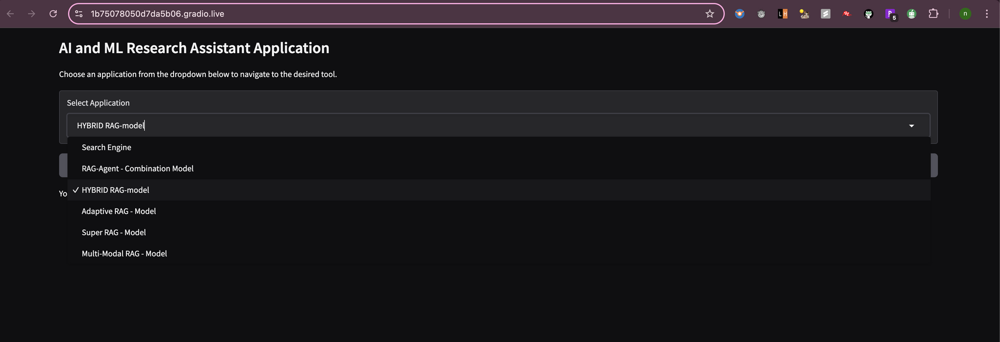 1b75078050d7da5b06.gradio.live
LH
5
n
AI and ML Research Assistant Application
Choose an application from the dropdown below to navigate to the desired tool.
Select Application
HYBRID RAG-model
Search Engine
RAG-Agent - Combination Model
Yo
✓ HYBRID RAG-model
Adaptive RAG - Model
Super RAG - Model
Multi-Modal RAG - Model